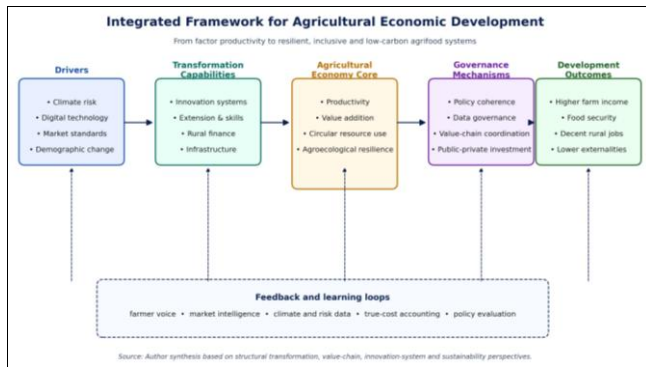 Integrated Framework for Agricultural Economic Development
From factor productivity to resilient, inclusive and low-carbon agrifood systems
Drivers
• Climate risk
• Digital technology
• Market standards
• Demographic change
Transformation
Capabilities
• Innovation systems
• Extension & skills
• Rural finance
• Infrastructure
Agricultural
Economy Core
• Productivity
• Value addition
• Circular resource use
• Agroecological resilience
Governance
Mechanisms
• Policy coherence
• Data governance
• Value-chain coordination
• Public-private investment
Development
Outcomes
• Higher farm income
• Food security
• Decent rural jobs
• Lower externalities
Feedback and learning loops
farmer voice • market intelligence • climate and risk data • true-cost accounting • policy evaluation
Source: Author synthesis based on structural transformation, value-chain, innovation-system and sustainability perspectives.